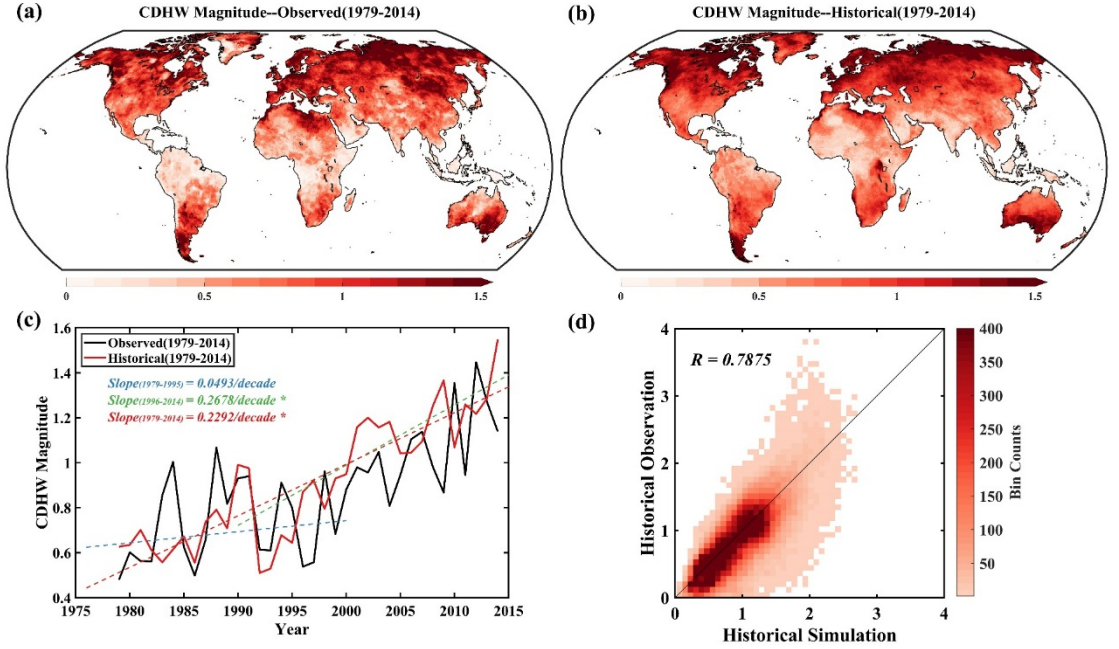 (a)
CDHW Magnitude--Observed(1979-2014)
0 0.5 1 1.5
(b)
CDHW Magnitude--Historical(1979-2014)
0 0.5 1 1.5
(c)
1.6
1.4
1.2
1
0.8
0.6
0.4
CDHW Magnitude
Observed(1979-2014)
Historical(1979-2014)
Slope(1979-1995) = 0.0493/decade
Slope(1996-2014) = 0.2678/decade *
Slope(1979-2014) = 0.2292/decade *
1975 1980 1985 1990 1995 2000 2005 2010 2015
Year
(d)
4
3
2
1
0
Historical Observation
R = 0.7875
0 1 2 3 4
Historical Simulation
400
350
300
250
200
150
100
50
Bin Counts